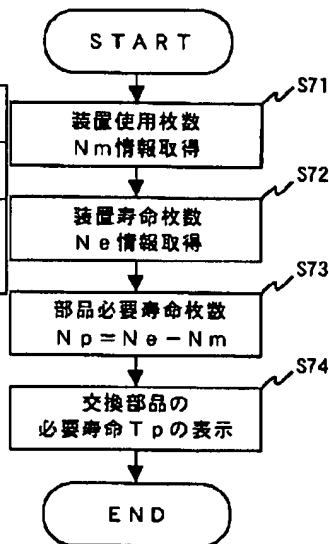 START
S71
装置使用枚数
Nm情報取得
S72
装置寿命枚数
Ne情報取得
S73
部品必要寿命枚数
Np=Ne-Nm
S74
交換部品の
必要寿命Tpの表示
END